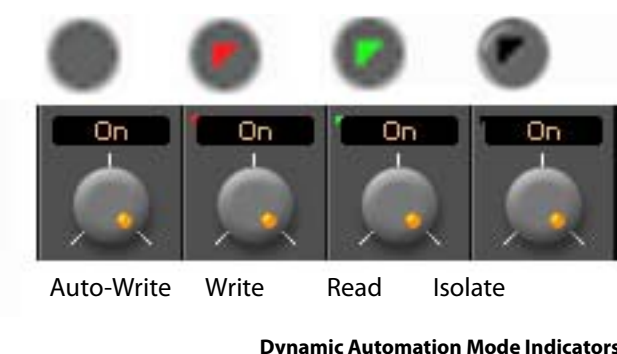 On On On On
Auto-Write Write Read Isolate
Dynamic Automation Mode Indicators